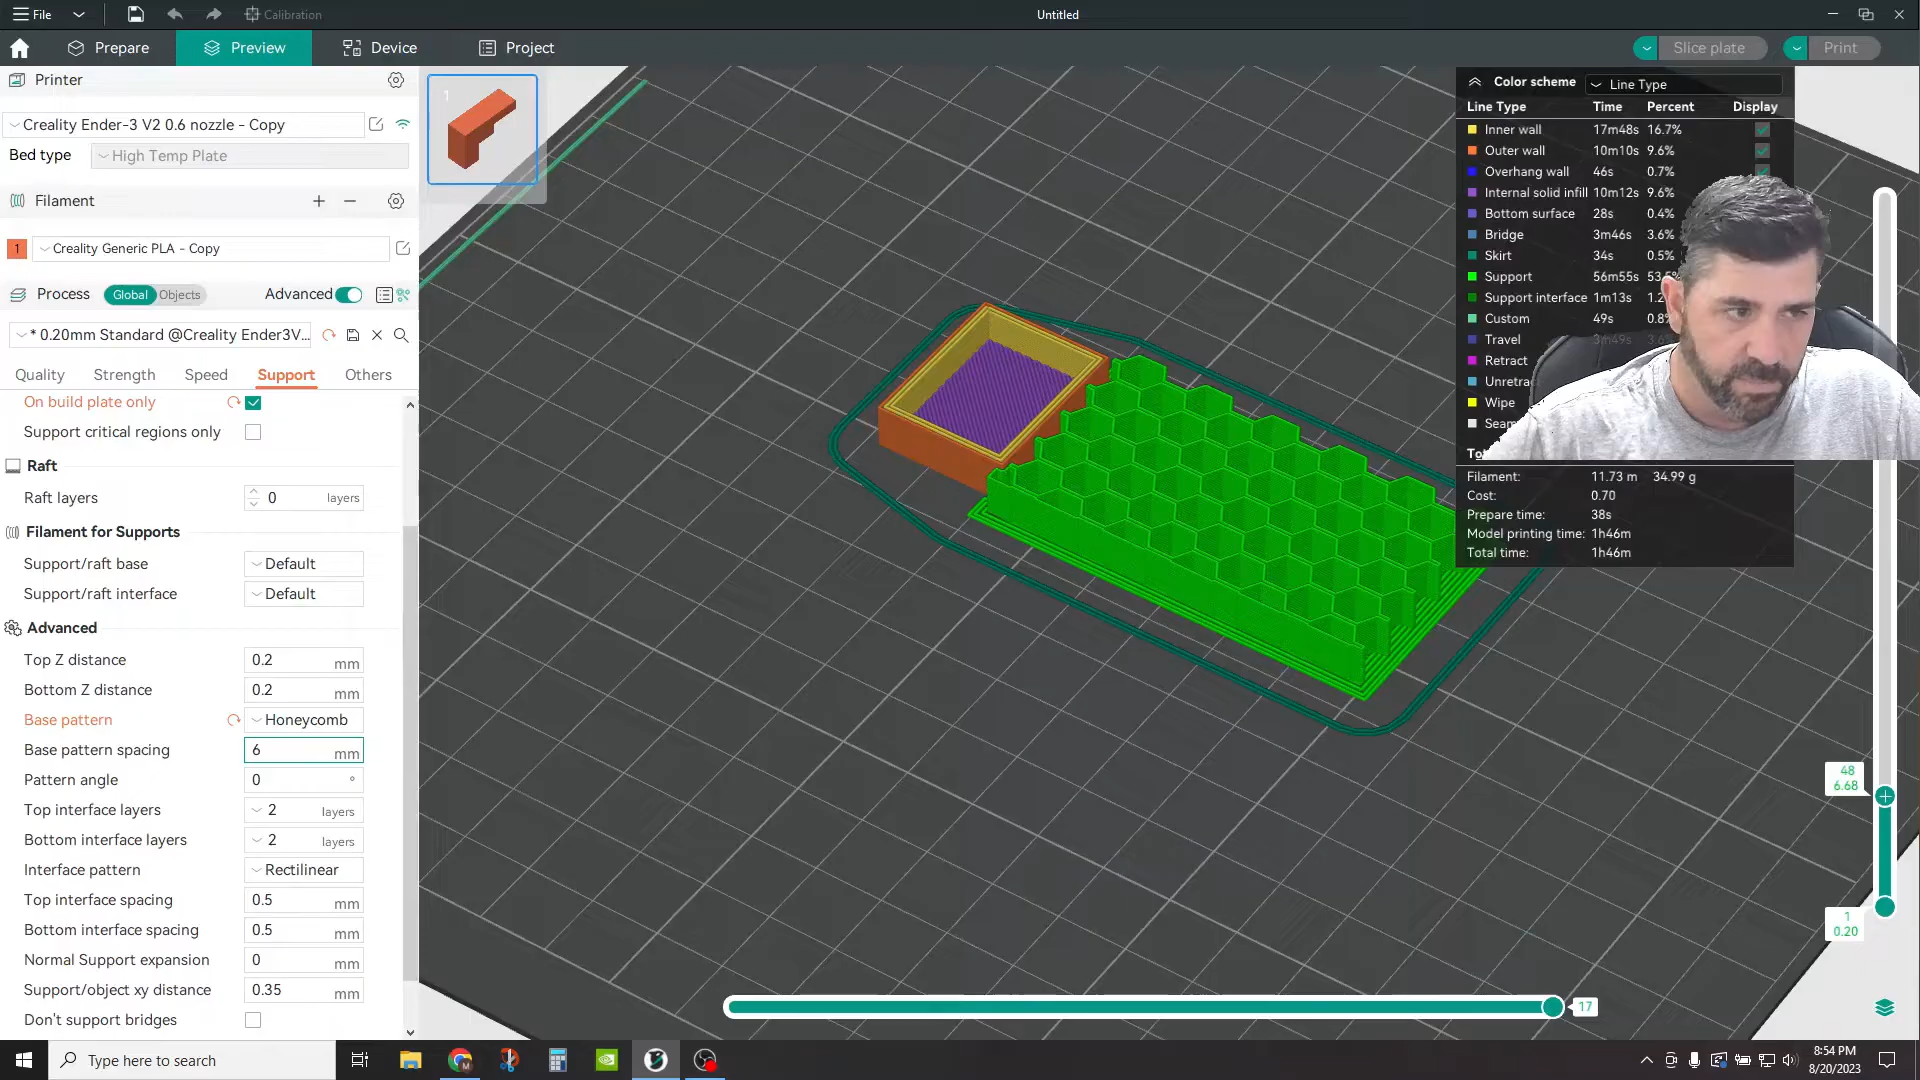 File
Calibration
Untitled
Prepare
Preview
Device
Project
Slice plate
Print
Printer
Creality Ender-3 V2 0.6 nozzle - Copy
Bed type
High Temp Plate
Filament
1
Creality Generic PLA - Copy
Process
Global
Objects
Advanced
* 0.20mm Standard @Creality Ender3V...
Quality
Strength
Speed
Support
Others
On build plate only
Support critical regions only
Raft
Raft layers
0
layers
Filament for Supports
Support/raft base
Default
Support/raft interface
Default
Advanced
Top Z distance
0.2
mm
Bottom Z distance
0.2
mm
Base pattern
Honeycomb
Base pattern spacing
6
mm
Pattern angle
0
°
Top interface layers
2
layers
Bottom interface layers
2
layers
Interface pattern
Rectilinear
Top interface spacing
0.5
mm
Bottom interface spacing
0.5
mm
Normal Support expansion
0
mm
Support/object xy distance
0.35
mm
Don't support bridges
1
Color scheme
Line Type
Line Type Time Percent Display
Inner wall 17m48s 16.7%
Outer wall 10m10s 9.6%
Overhang wall 46s 0.7%
Internal solid infill 10m12s 9.6%
Bottom surface 28s 0.4%
Bridge 3m46s 3.6%
Skirt 34s 0.5%
Support 56m55s
Support interface 1m13s
Custom 49s 0.8%
Travel 3m49s
Retract
Wipe
Filament: 11.73 m 34.99 g
Cost: 0.70
Prepare time: 38s
Model printing time: 1h46m
Total time: 1h46m
48
6.68
1
0.20
17
Type here to search
8:54 PM
8/20/2023